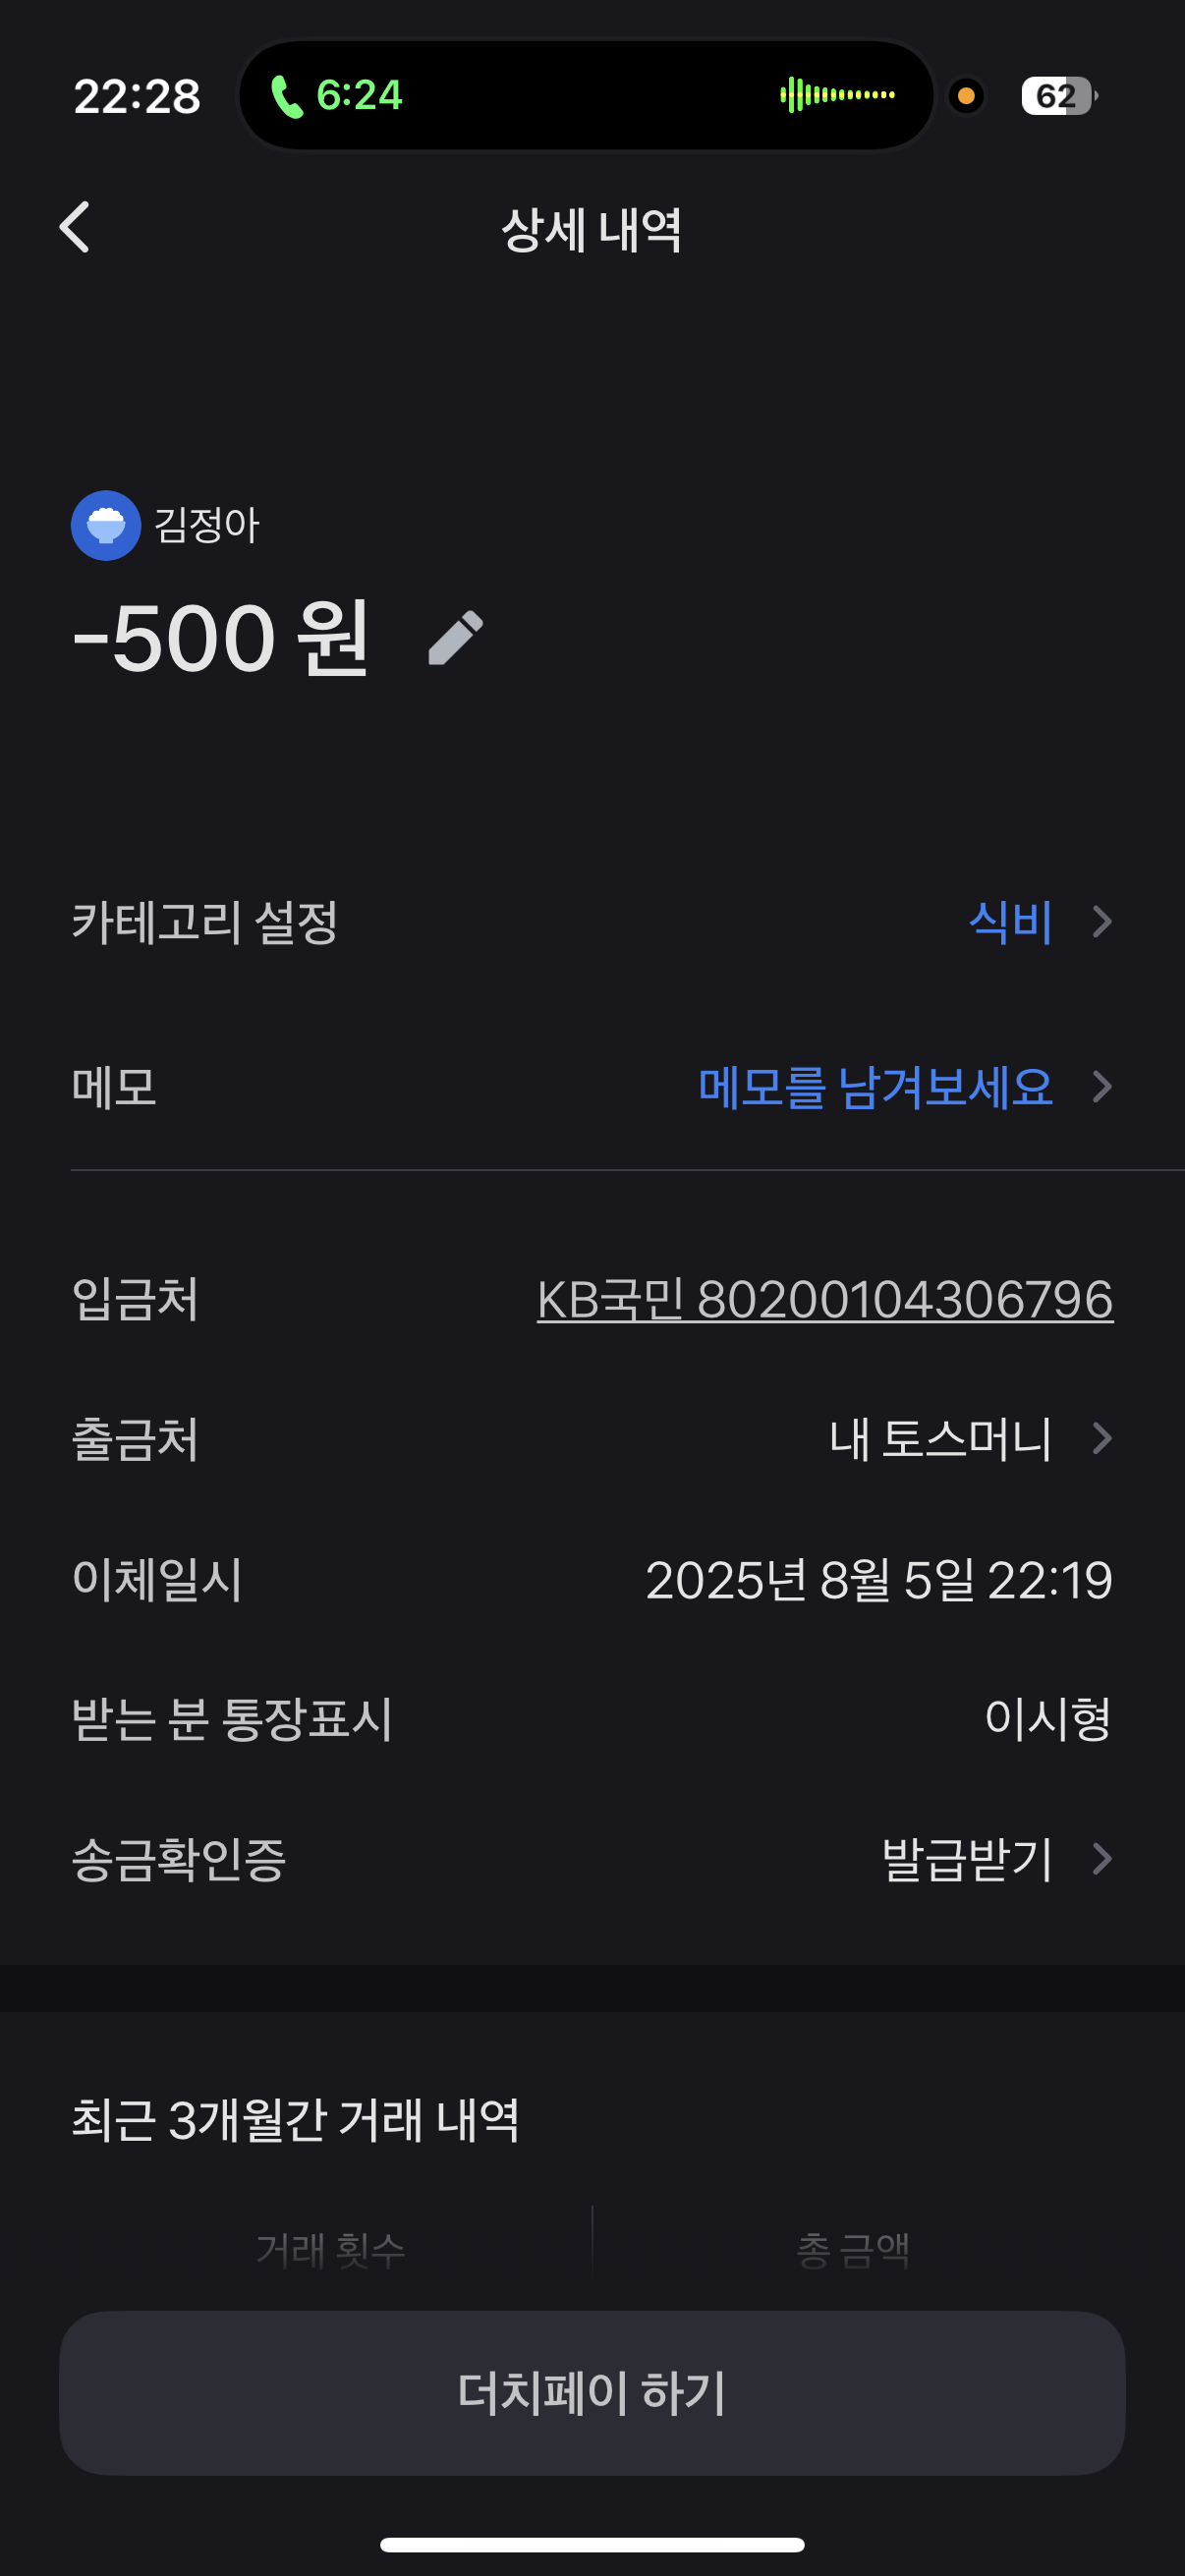 22:28 6:24 62
상세 내역
김정아
-500 원
카테고리 설정 식비
메모 메모를 남겨보세요
입금처 KB국민 80200104306796
출금처 내 토스머니
이체일시 2025년 8월 5일 22:19
받는 분 통장표시 이시형
송금확인증 발급받기
최근 3개월간 거래 내역
거래 횟수 총 금액
더치페이 하기